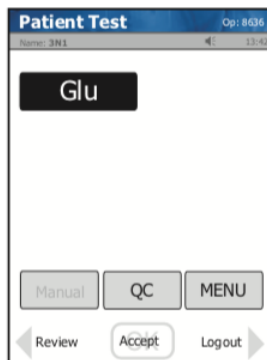 Patient Test Op: 8636
Name: 3N1 13:42
Glu
Manual QC MENU
Review Accept Logout